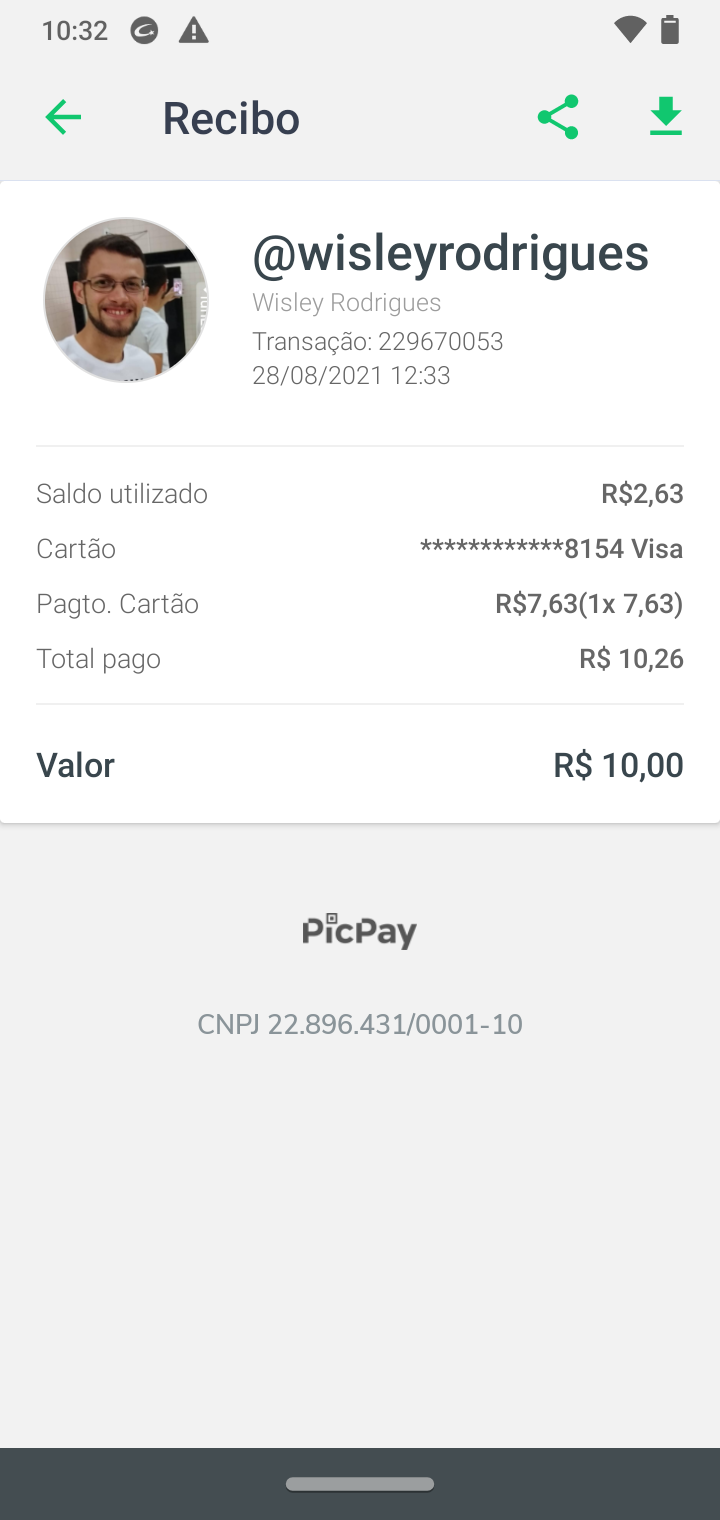 10:32
Recibo
@wisleyrodrigues
Wisley Rodrigues
Transação: 229670053
28/08/2021 12:33
Saldo utilizado R$2,63
Cartão ************8154 Visa
Pagto. Cartão R$7,63(1x 7,63)
Total pago R$ 10,26
Valor R$ 10,00
PicPay
CNPJ 22.896.431/0001-10